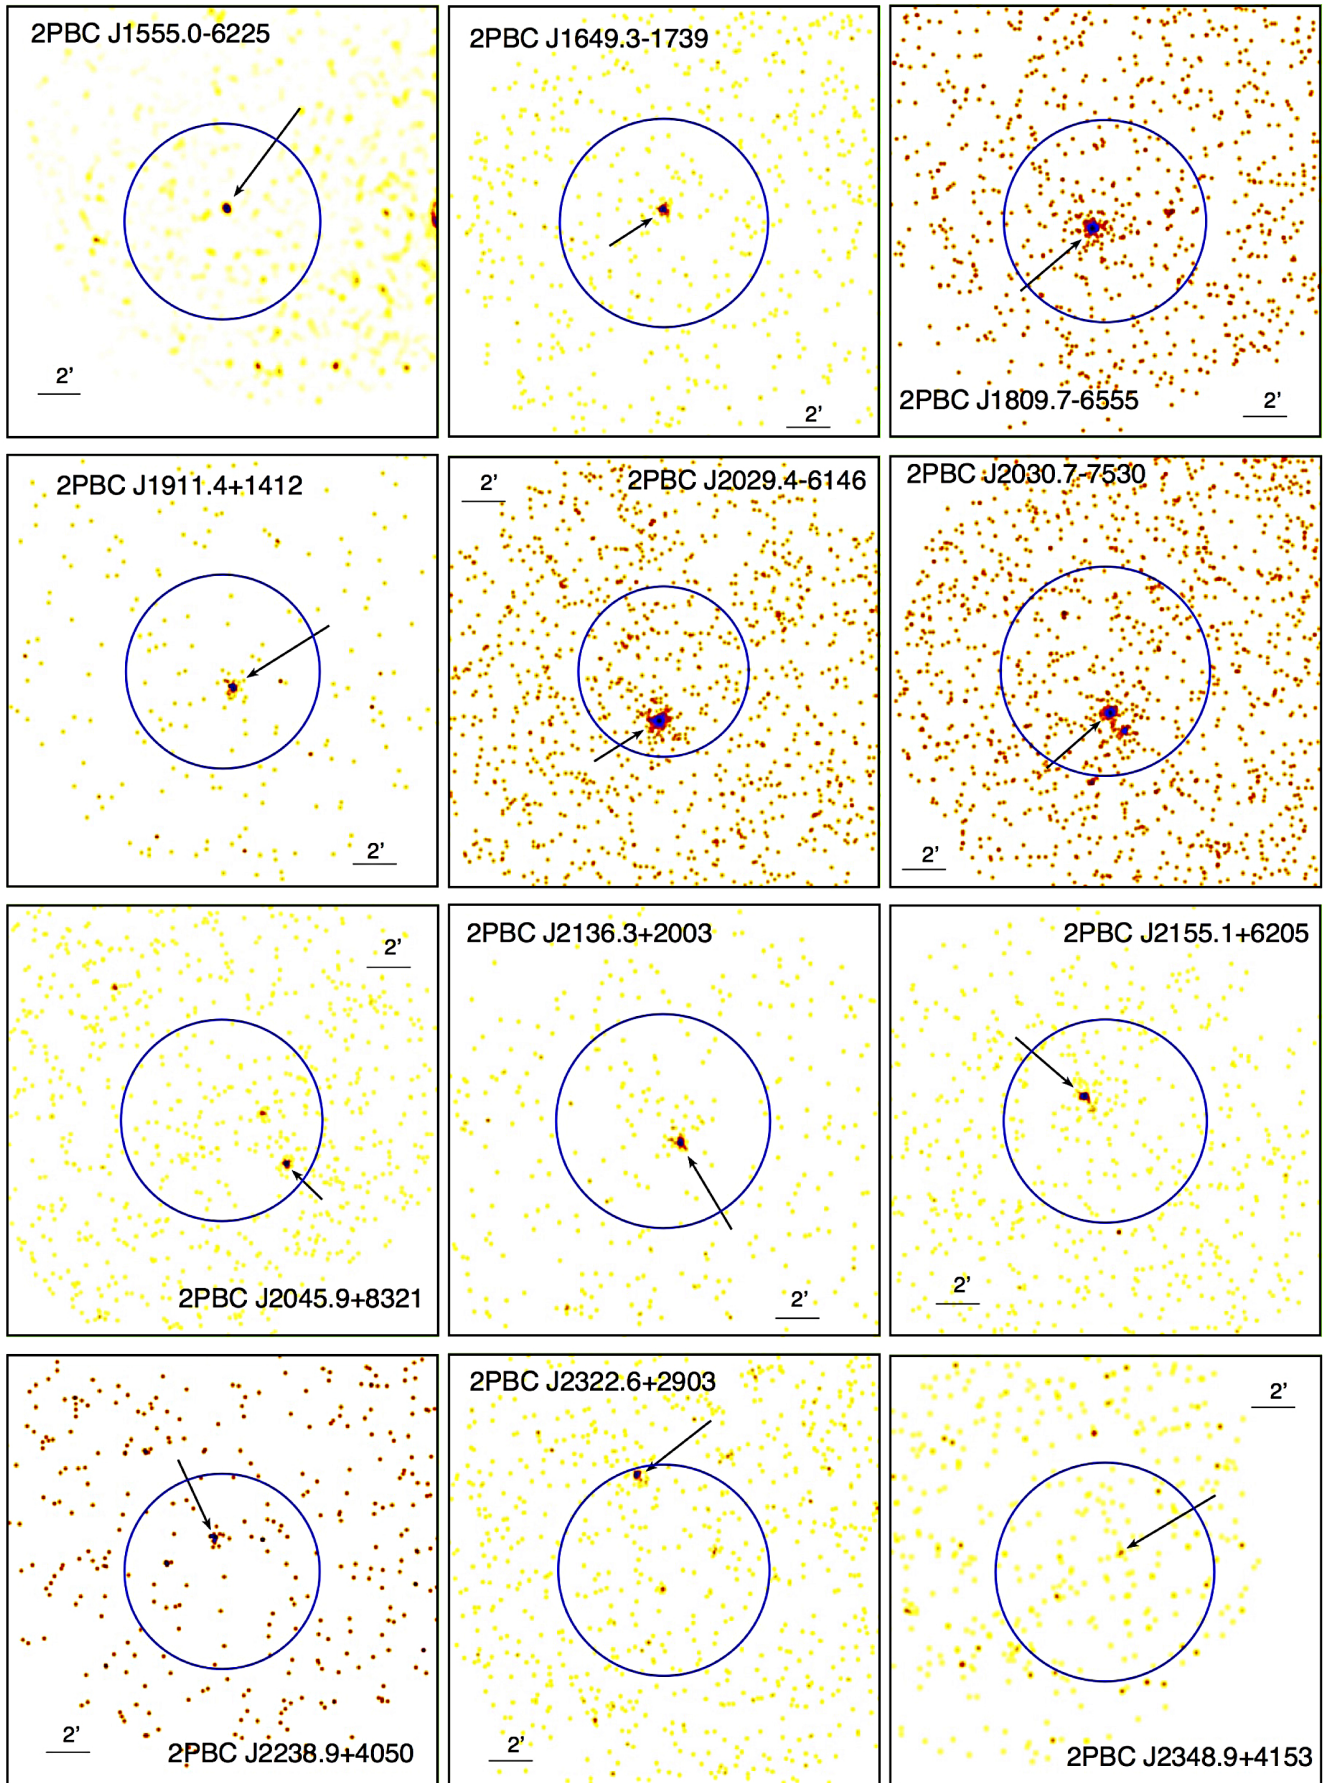 2PBC J1555.0-6225
2'
2PBC J1649.3-1739
2'
2PBC J1809.7-6555
2'
2PBC J1911.4+1412
2'
2'
2PBC J2029.4-6146
2PBC J2030.7-7530
2'
2'
2PBC J2045.9+8321
2PBC J2136.3+2003
2'
2PBC J2155.1+6205
2'
2'
2PBC J2238.9+4050
2PBC J2322.6+2903
2'
2'
2PBC J2348.9+4153